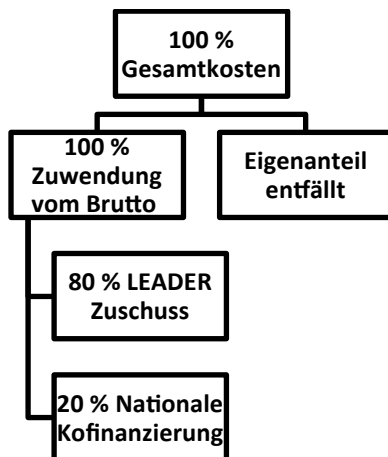 100 %
Gesamtkosten
100 %
Zuwendung
vom Brutto
Eigenanteil
entfällt
80 % LEADER
Zuschuss
20 % Nationale
Kofinanzierung